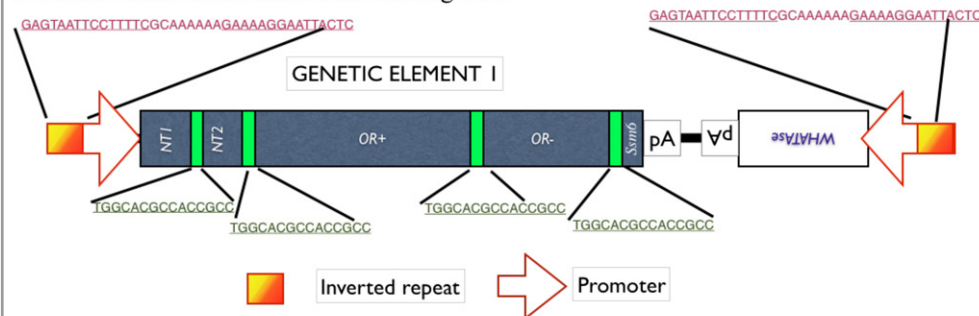 GAGTAATTCCTTTTCGCAAAAAAGAAAAGGAATTACTC
GAGTAATTCCTTTTCGCAAAAAAGAAAAGGAATTACTC
GENETIC ELEMENT 1
NT1
NT2
OR+
OR-
Ssm6
pA
pA
WHATAse
TGGCACGCCACCGCC
TGGCACGCCACCGCC
TGGCACGCCACCGCC
TGGCACGCCACCGCC
Inverted repeat
Promoter